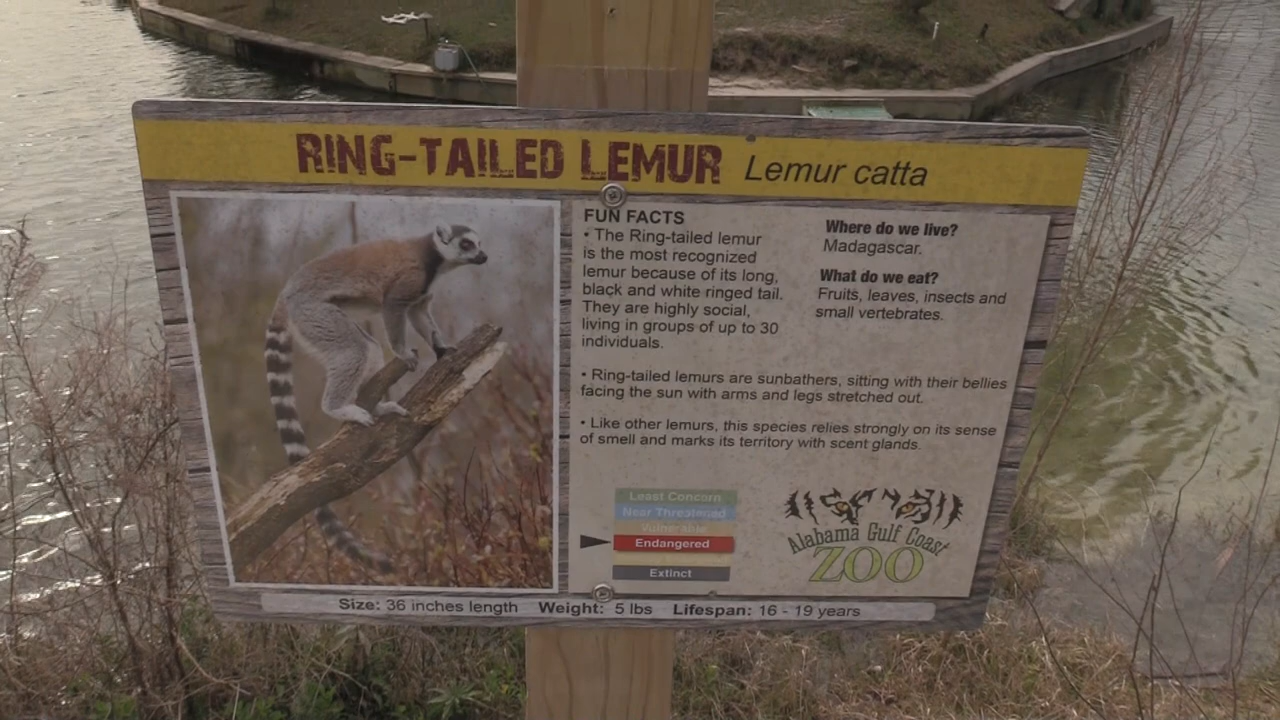 RING-TAILED LEMUR Lemur catta
FUN FACTS
• The Ring-tailed lemur
is the most recognized
lemur because of its long,
black and white ringed tail.
They are highly social,
living in groups of up to 30
individuals.
Where do we live?
Madagascar.
What do we eat?
Fruits, leaves, insects and
small vertebrates.
• Ring-tailed lemurs are sunbathers, sitting with their bellies
facing the sun with arms and legs stretched out.
• Like other lemurs, this species relies strongly on its sense
of smell and marks its territory with scent glands.
Least Concern
Near Threatened
Vulnerable
Endangered
Extinct
Alabama Gulf Coast
ZOO
Size: 36 inches length Weight: 5 lbs Lifespan: 16 - 19 years